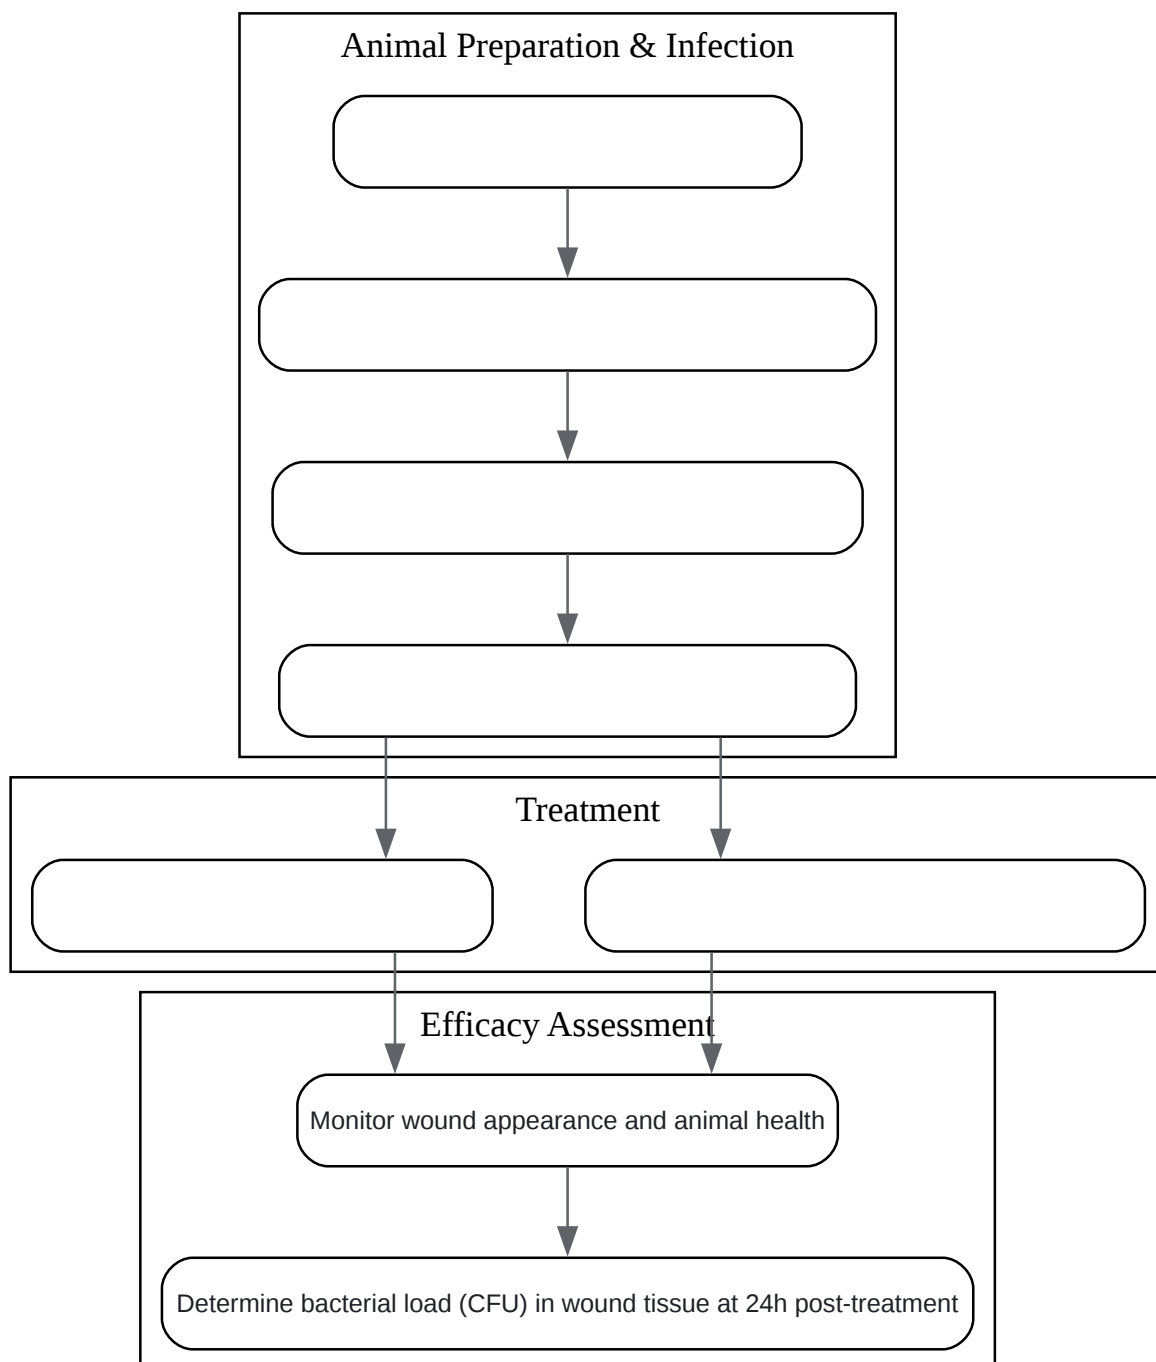 Animal Preparation & Infection
Treatment
Efficacy Assessment
Monitor wound appearance and animal health
Determine bacterial load (CFU) in wound tissue at 24h post-treatment